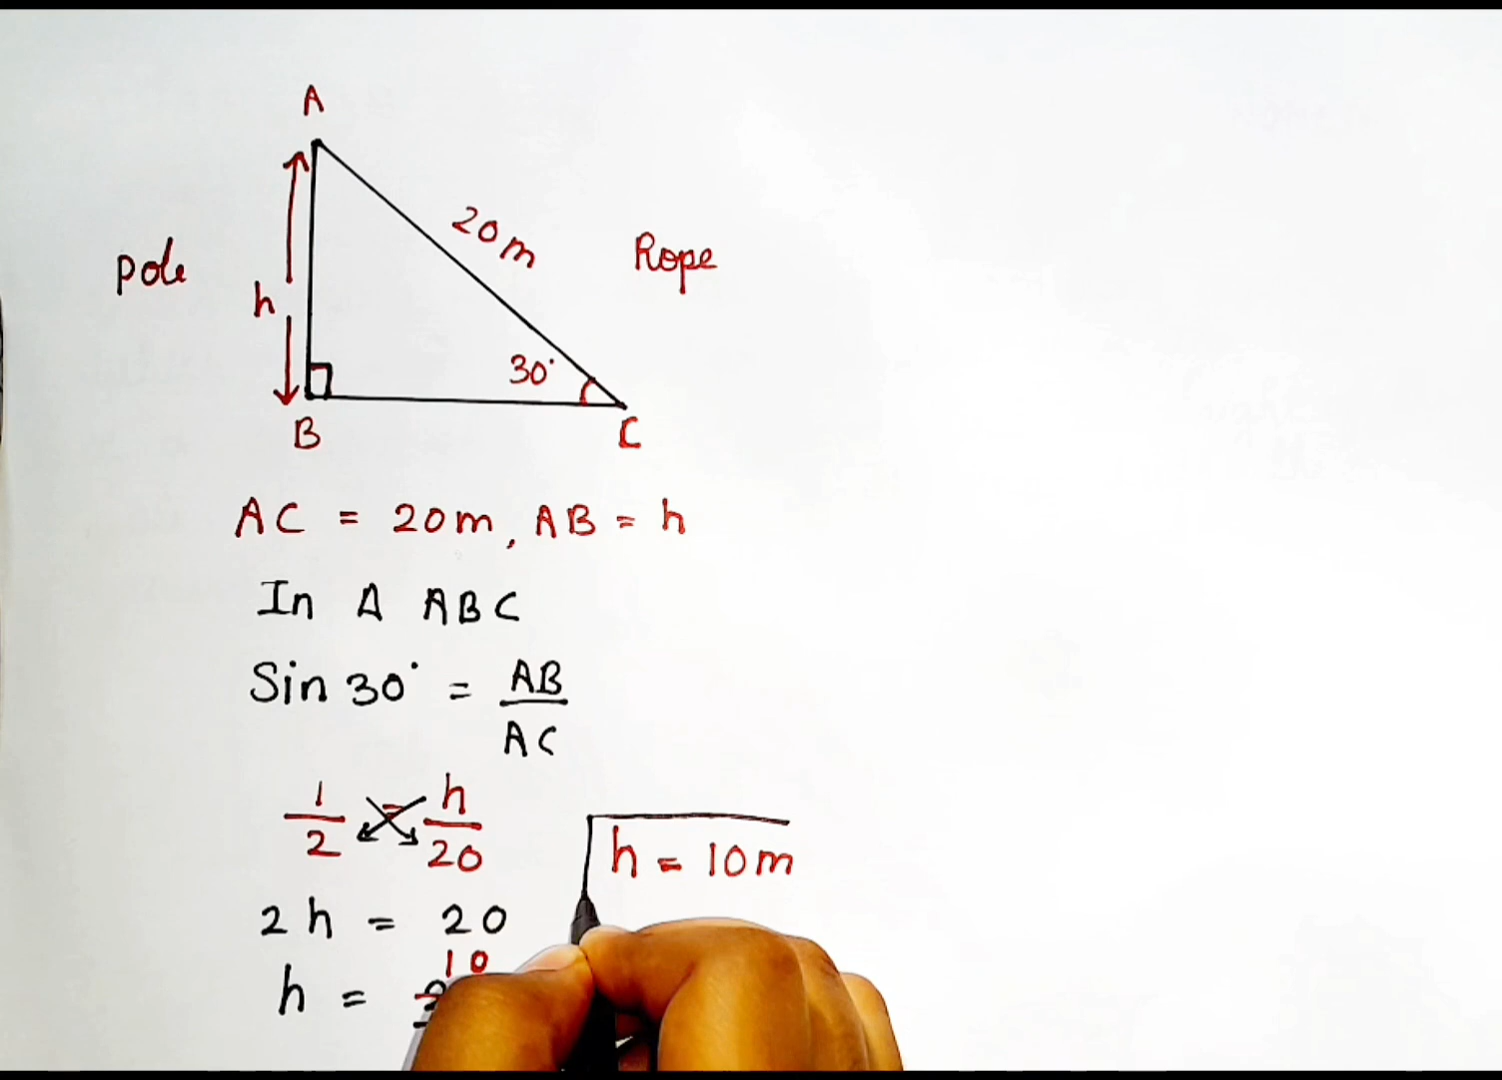 A
20m
pole
Rope
h
30°
B
C
AC = 20m, AB = h
In Δ ABC
Sin 30° = AB/AC
1/2 = h/20
h = 10m
2h = 20
10
h =